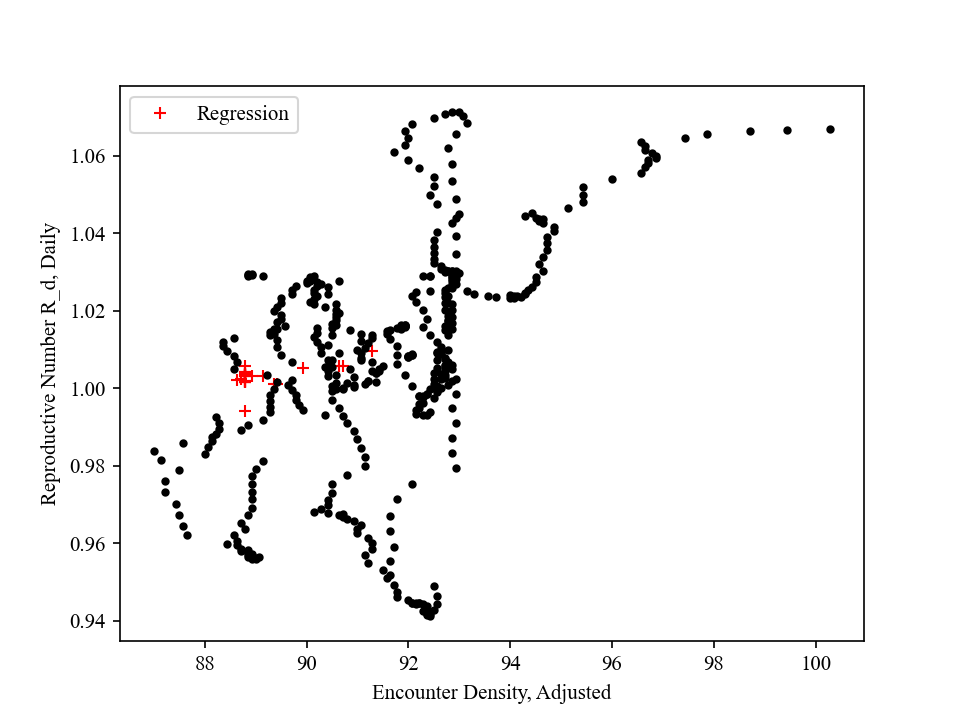 Regression
1.06
1.04
1.02
1.00
0.98
0.96
0.94
Reproductive Number R_d, Daily
88 90 92 94 96 98 100
Encounter Density, Adjusted